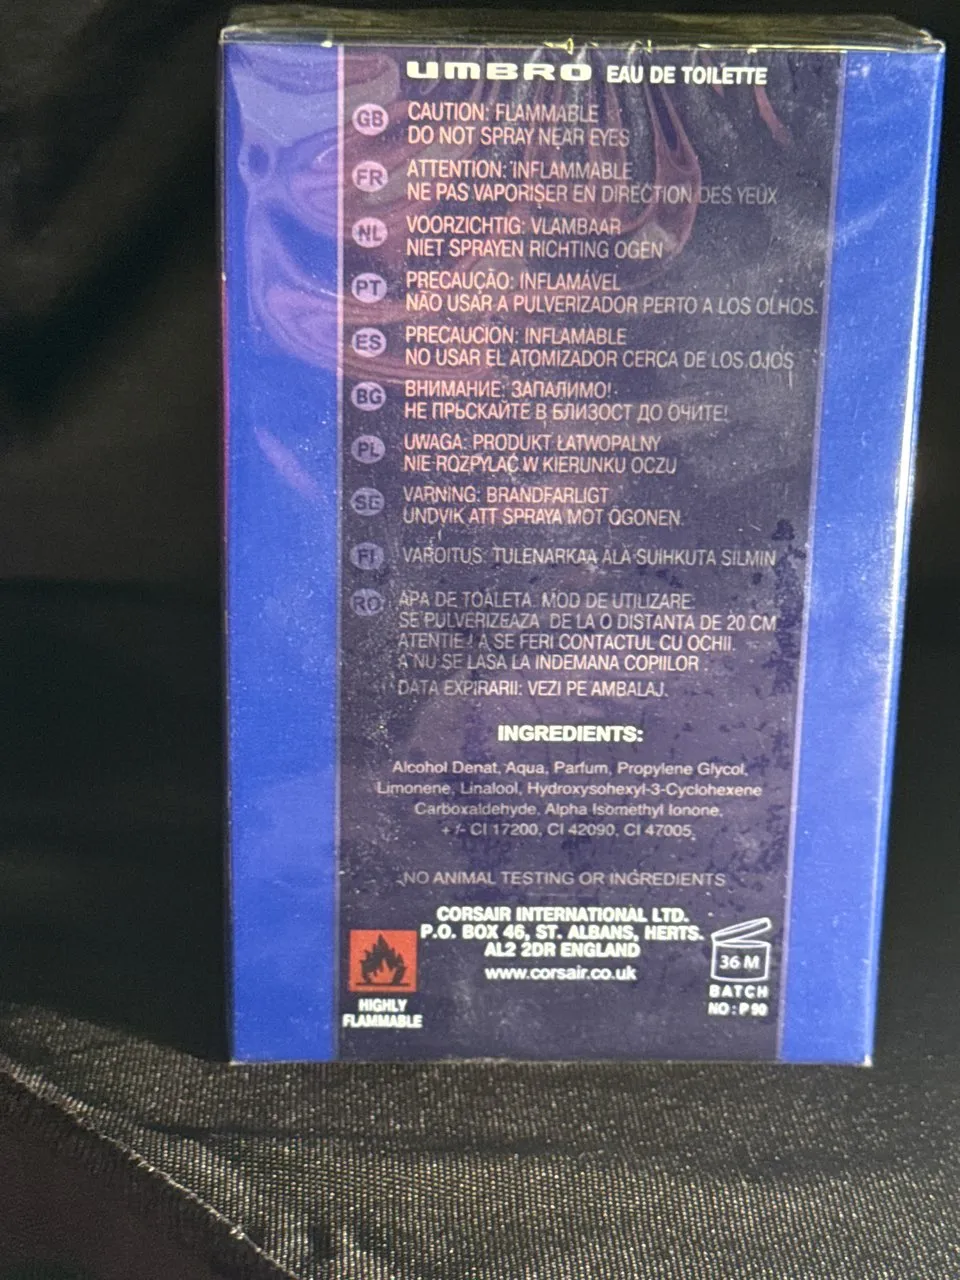 umBRO EAU DE TOILETTE
GB CAUTION: FLAMMABLE
DO NOT SPRAY NEAR EYES
FR ATTENTION: INFLAMMABLE
NE PAS VAPORISER EN DIRECTION DES YEUX
NL VOORZICHTIG: VLAMBAAR
NIET SPRAYEN RICHTING OGEN
PT PRECAUÇÃO: INFLAMÁVEL
NÃO USAR A PULVERIZADOR PERTO A LOS OLHOS.
ES PRECAUCIÓN: INFLAMABLE
NO USAR EL ATOMIZADOR CERCA DE LOS OJOS
BG ВНИМАНИЕ: ЗАПАЛИМО!
НЕ ПРЬСКАЙТЕ В БЛИЗОСТ ДО ОЧИТЕ!
PL UWAGA: PRODUKT ŁATWOPALNY
NIE ROZPYLAĆ W KIERUNKU OCZU
SE VARNING: BRANDFARLIGT
UNDVIK ATT SPRAYA MOT ÖGONEN.
FI VAROITUS: TULENARKAA ÄLÄ SUIHKUTA SILMIN
RO APA DE TOALETA. MOD DE UTILIZARE:
SE PULVERIZEAZA DE LA O DISTANTA DE 20 CM
ATENTIE! A SE FERI CONTACTUL CU OCHII.
A NU SE LASA LA INDEMANA COPIILOR.
DATA EXPIRARII: VEZI PE AMBALAJ.
INGREDIENTS:
Alcohol Denat, Aqua, Parfum, Propylene Glycol,
Limonene, Linalool, Hydroxysohexyl-3-Cyclohexene
Carboxaldehyde, Alpha Isomethyl Ionone,
+/- CI 17200, CI 42090, CI 47005.
NO ANIMAL TESTING OR INGREDIENTS
CORSAIR INTERNATIONAL LTD.
P.O. BOX 46, ST. ALBANS, HERTS.
AL2 2DR ENGLAND
www.corsair.co.uk
HIGHLY
FLAMMABLE
36 M
BATCH
NO: P 90